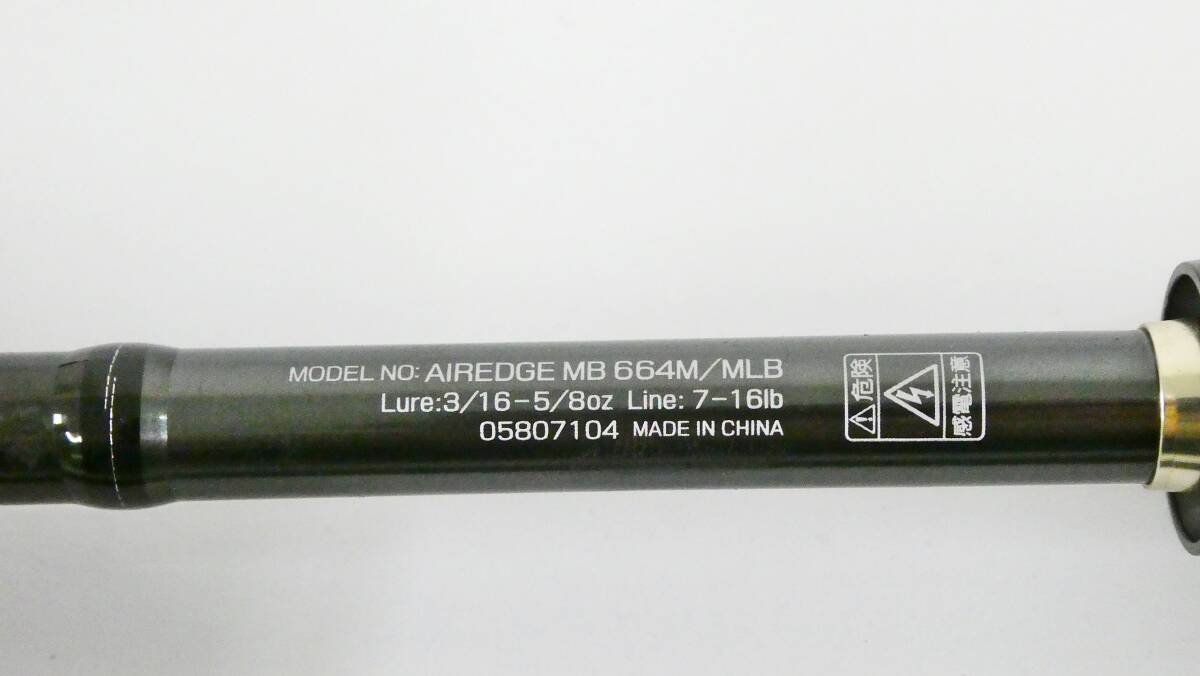 MODEL NO: AIREDGE MB 664M/MLB
Lure:3/16-5/8oz Line: 7-16lb
05807104 MADE IN CHINA
危険
感電注意